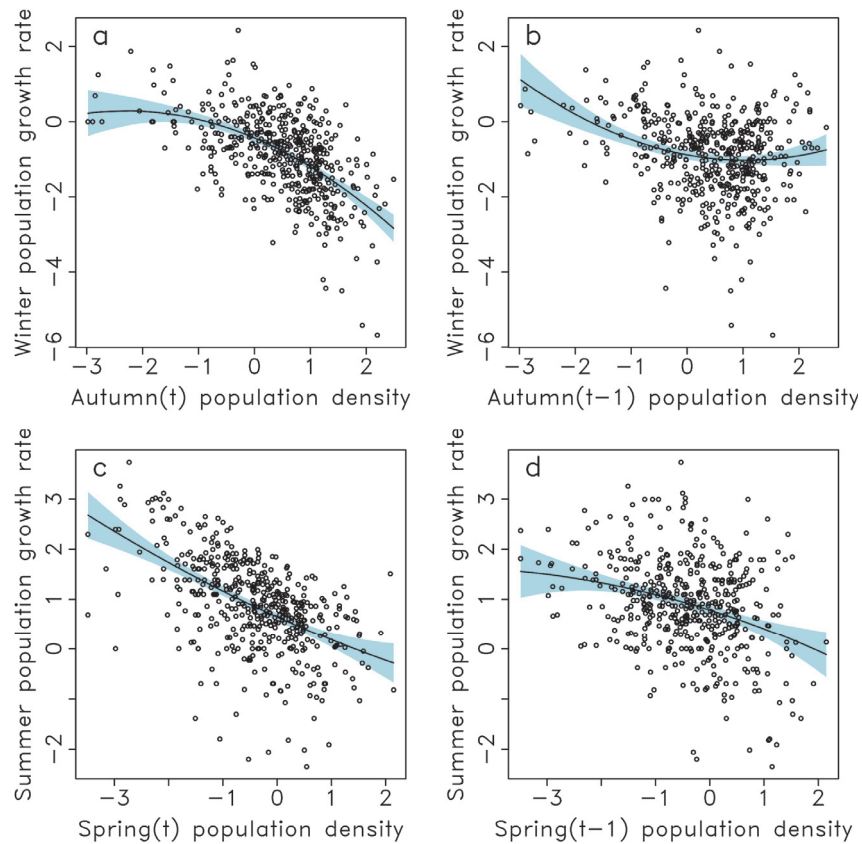 a
Winter population growth rate
2
0
−2
−4
−6
−3 −2 −1 0 1 2
Autumn(t) population density
b
Winter population growth rate
2
0
−2
−4
−6
−3 −2 −1 0 1 2
Autumn(t−1) population density
c
Summer population growth rate
3
2
1
0
−2
−3 −1 0 1 2
Spring(t) population density
d
Summer population growth rate
3
2
1
0
−2
−3 −1 0 1 2
Spring(t−1) population density